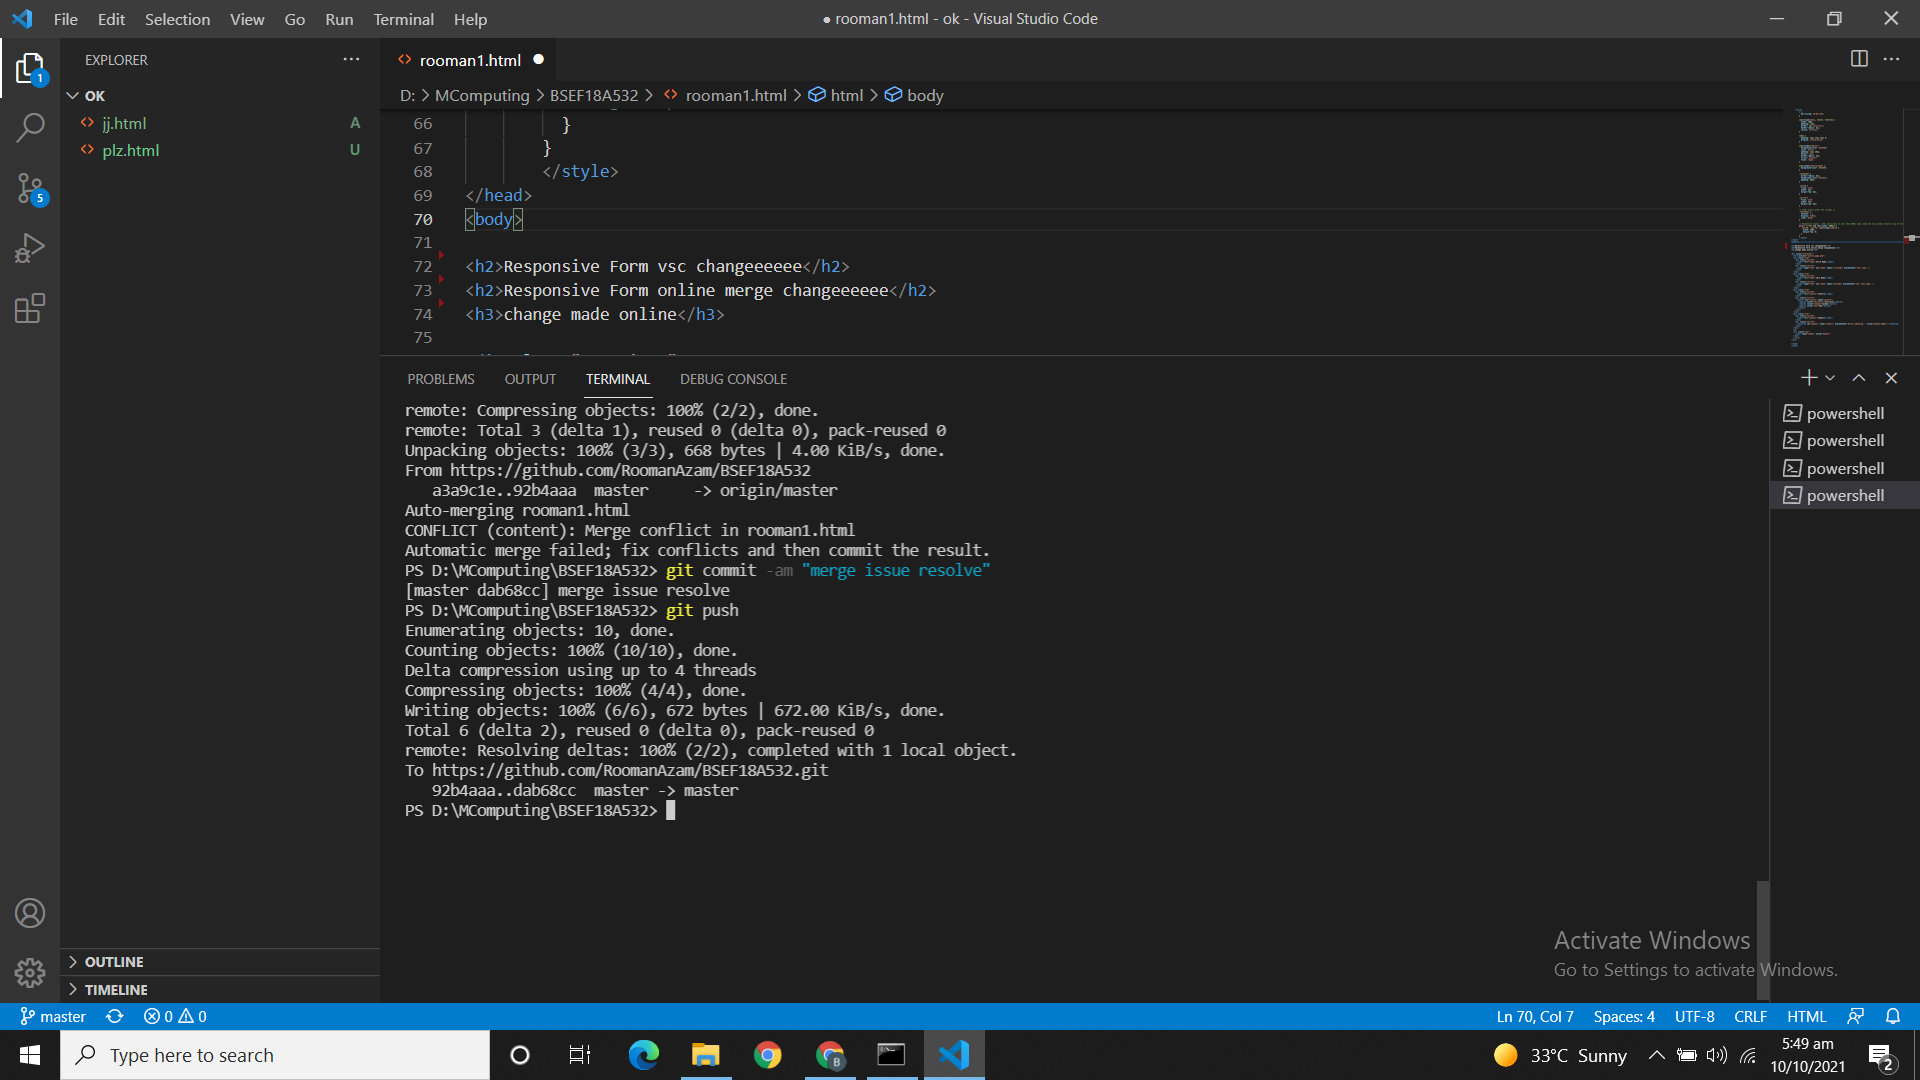 File Edit Selection View Go Run Terminal Help
● rooman1.html - ok - Visual Studio Code
EXPLORER
OK
jj.html A
plz.html U
1
5
rooman1.html
D: > MComputing > BSEF18A532 > rooman1.html > html > body
66 }
67 }
68 </style>
69 </head>
70 <body>
71
72 <h2>Responsive Form vsc changeeeeee</h2>
73 <h2>Responsive Form online merge changeeeeee</h2>
74 <h3>change made online</h3>
75
PROBLEMS OUTPUT TERMINAL DEBUG CONSOLE
remote: Compressing objects: 100% (2/2), done.
remote: Total 3 (delta 1), reused 0 (delta 0), pack-reused 0
Unpacking objects: 100% (3/3), 668 bytes | 4.00 KiB/s, done.
From https://github.com/RoomanAzam/BSEF18A532
a3a9c1e..92b4aaa master -> origin/master
Auto-merging rooman1.html
CONFLICT (content): Merge conflict in rooman1.html
Automatic merge failed; fix conflicts and then commit the result.
PS D:\MComputing\BSEF18A532> git commit -am "merge issue resolve"
[master dab68cc] merge issue resolve
PS D:\MComputing\BSEF18A532> git push
Enumerating objects: 10, done.
Counting objects: 100% (10/10), done.
Delta compression using up to 4 threads
Compressing objects: 100% (4/4), done.
Writing objects: 100% (6/6), 672 bytes | 672.00 KiB/s, done.
Total 6 (delta 2), reused 0 (delta 0), pack-reused 0
remote: Resolving deltas: 100% (2/2), completed with 1 local object.
To https://github.com/RoomanAzam/BSEF18A532.git
92b4aaa..dab68cc master -> master
PS D:\MComputing\BSEF18A532>
powershell
powershell
powershell
powershell
Activate Windows
Go to Settings to activate Windows.
OUTLINE
TIMELINE
master 0 0
Ln 70, Col 7 Spaces: 4 UTF-8 CRLF HTML
Type here to search
B
33°C Sunny
5:49 am
10/10/2021
2